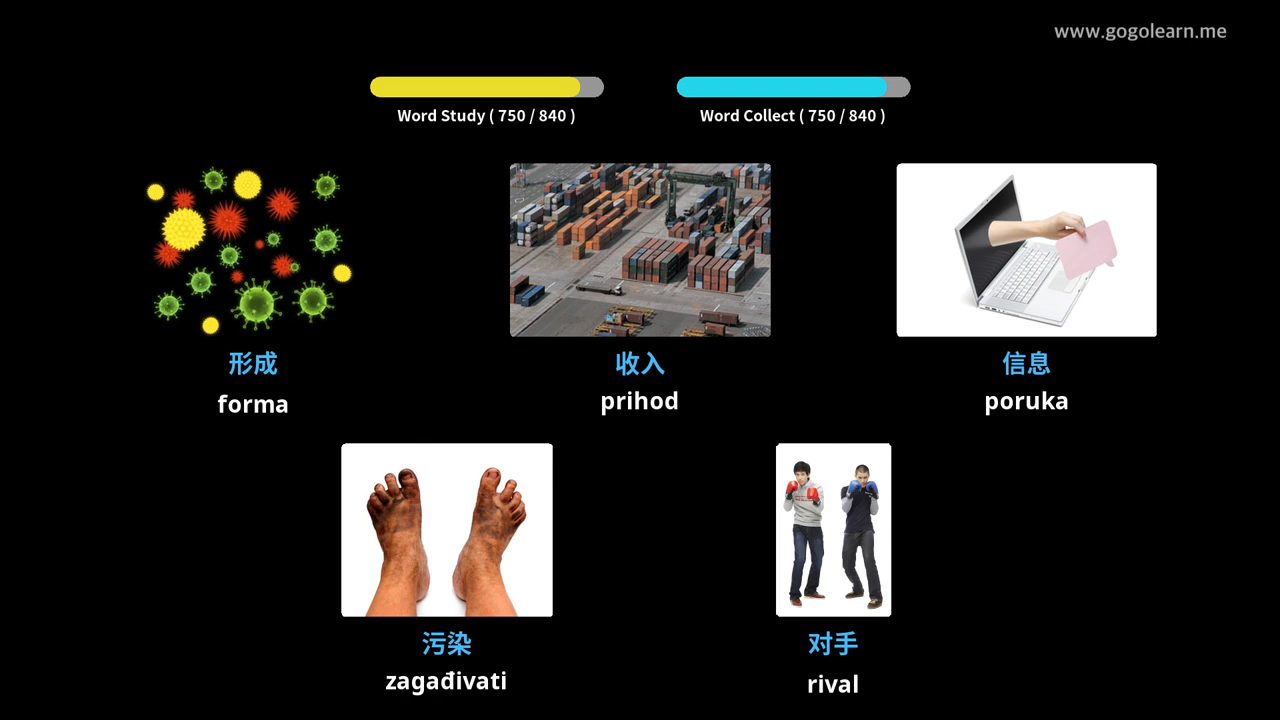 www.gogolearn.me
Word Study ( 750 / 840 )
Word Collect ( 750 / 840 )
形成
forma
收入
prihod
信息
poruka
污染
zagađivati
对手
rival